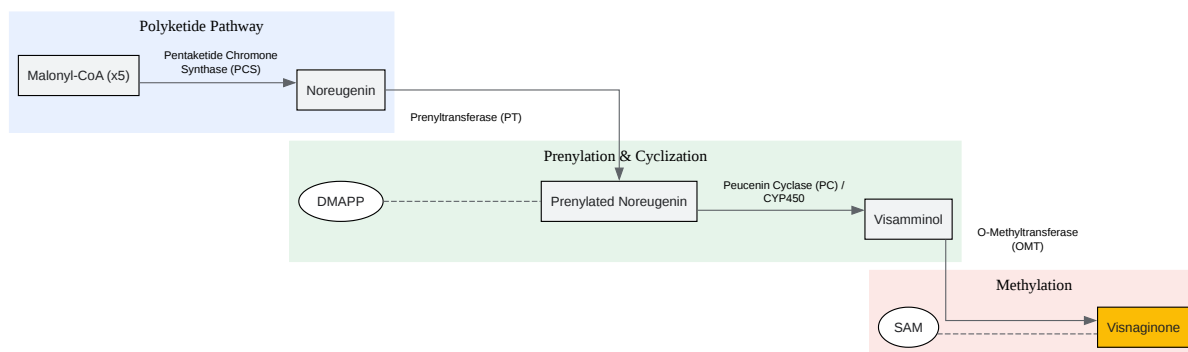 Polyketide Pathway
Malonyl-CoA (x5)
Pentaketide Chromone
Synthase (PCS)
Noreugenin
Prenyltransferase (PT)
Prenylation & Cyclization
DMAPP
Prenylated Noreugenin
Peucenin Cyclase (PC) /
CYP450
Visamminol
O-Methyltransferase
(OMT)
Methylation
SAM
Visnaginone